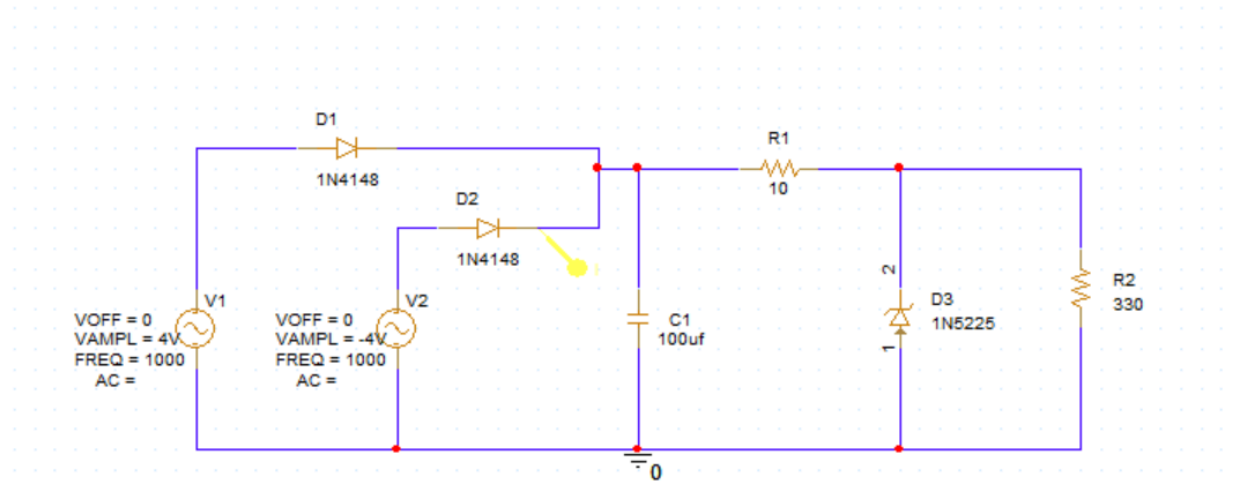 D1
1N4148
D2
1N4148
R1
10
V1
VOFF = 0
VAMPL = 4V
FREQ = 1000
AC =
V2
VOFF = 0
VAMPL = -4V
FREQ = 1000
AC =
C1
100uf
2
D3
1N5225
1
R2
330
0